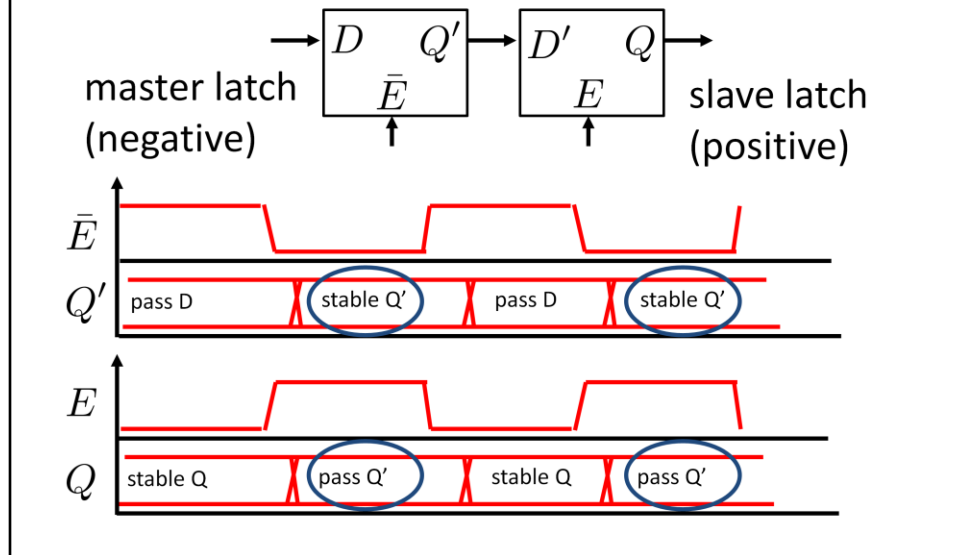 D Q′ D′ Q
Ē E
master latch
(negative)
slave latch
(positive)
Ē
Q′ pass D stable Q’ pass D stable Q’
E
Q stable Q pass Q’ stable Q pass Q’